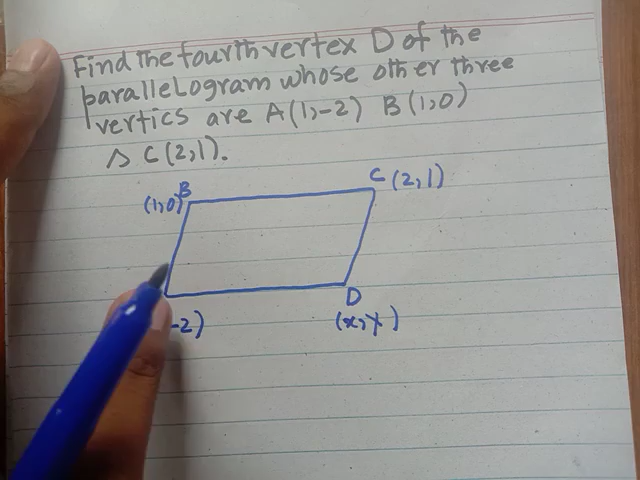 Find the fourth vertex D of the
parallelogram whose other three
vertics are A(1,-2) B(1,0)
Δ C(2,1).
C (2,1)
B
(1,0)
D
-2)
(x,y)